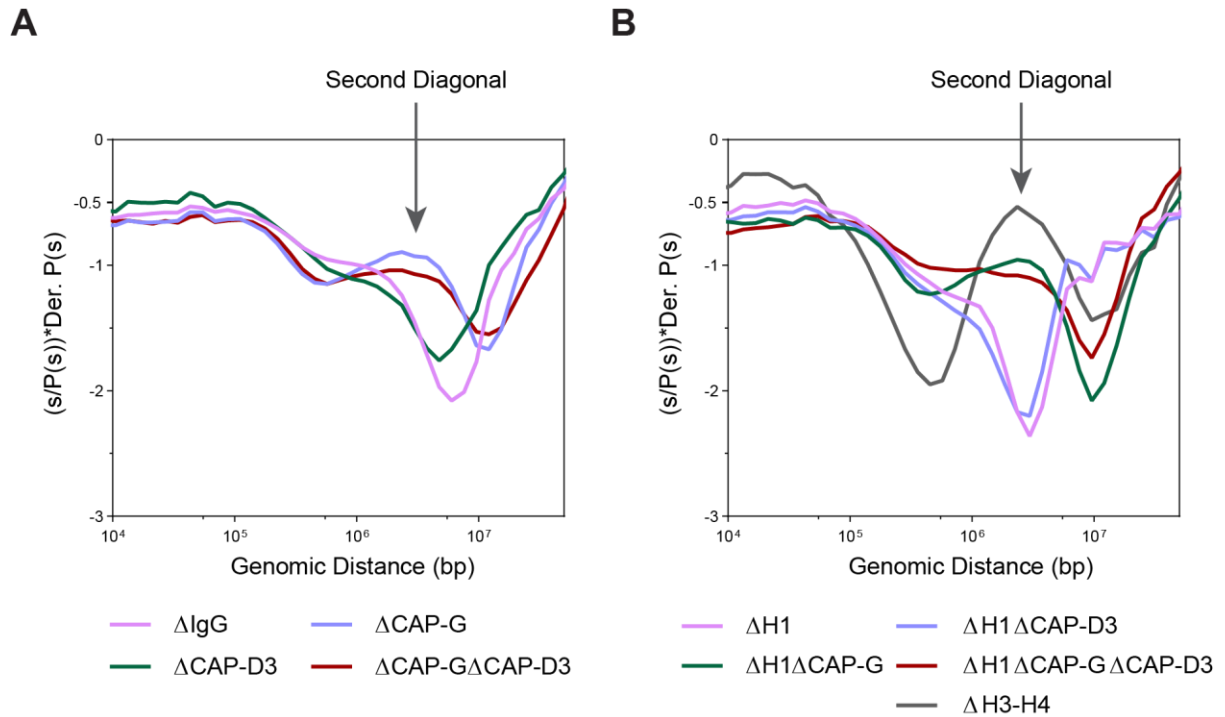 A
Second Diagonal
0
-0.5
-1
-2
-3
(s/P(s))*Der. P(s)
10⁴
10⁵
10⁶
10⁷
Genomic Distance (bp)
ΔIgG
ΔCAP-G
ΔCAP-D3
ΔCAP-GΔCAP-D3
B
Second Diagonal
0
-0.5
-1
-2
-3
(s/P(s))*Der. P(s)
10⁴
10⁵
10⁶
10⁷
Genomic Distance (bp)
ΔH1
ΔH1ΔCAP-D3
ΔH1ΔCAP-G
ΔH1ΔCAP-GΔCAP-D3
ΔH3-H4